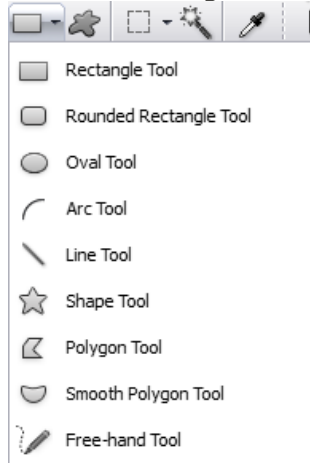 Rectangle Tool
Rounded Rectangle Tool
Oval Tool
Arc Tool
Line Tool
Shape Tool
Polygon Tool
Smooth Polygon Tool
Free-hand Tool